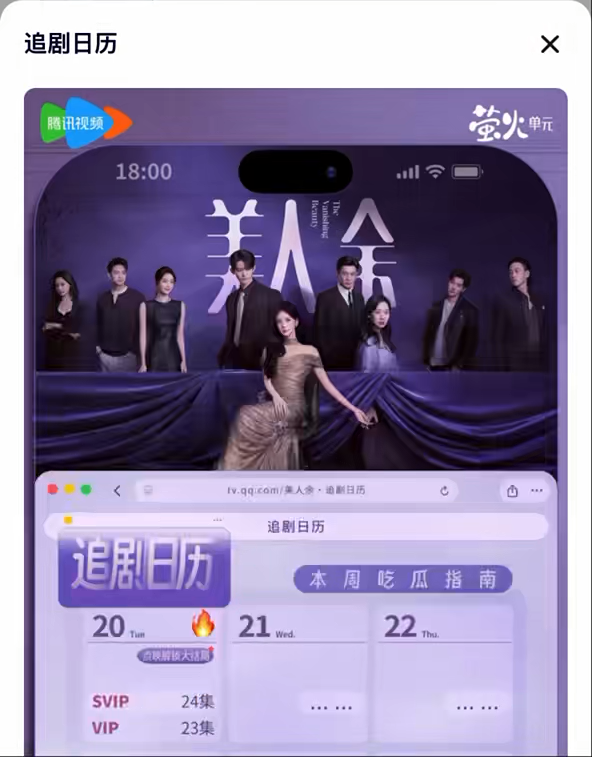 追剧日历
腾讯视频
萤火单元
18:00
美人余
The
Vanishing
Beauty
tv.qq.com/美人余·追剧日历
追剧日历
追剧日历
本周吃瓜指南
20 Tue
21 Wed.
22 Thu.
点映解锁大结局
SVIP 24集
... ...
... ...
VIP 23集